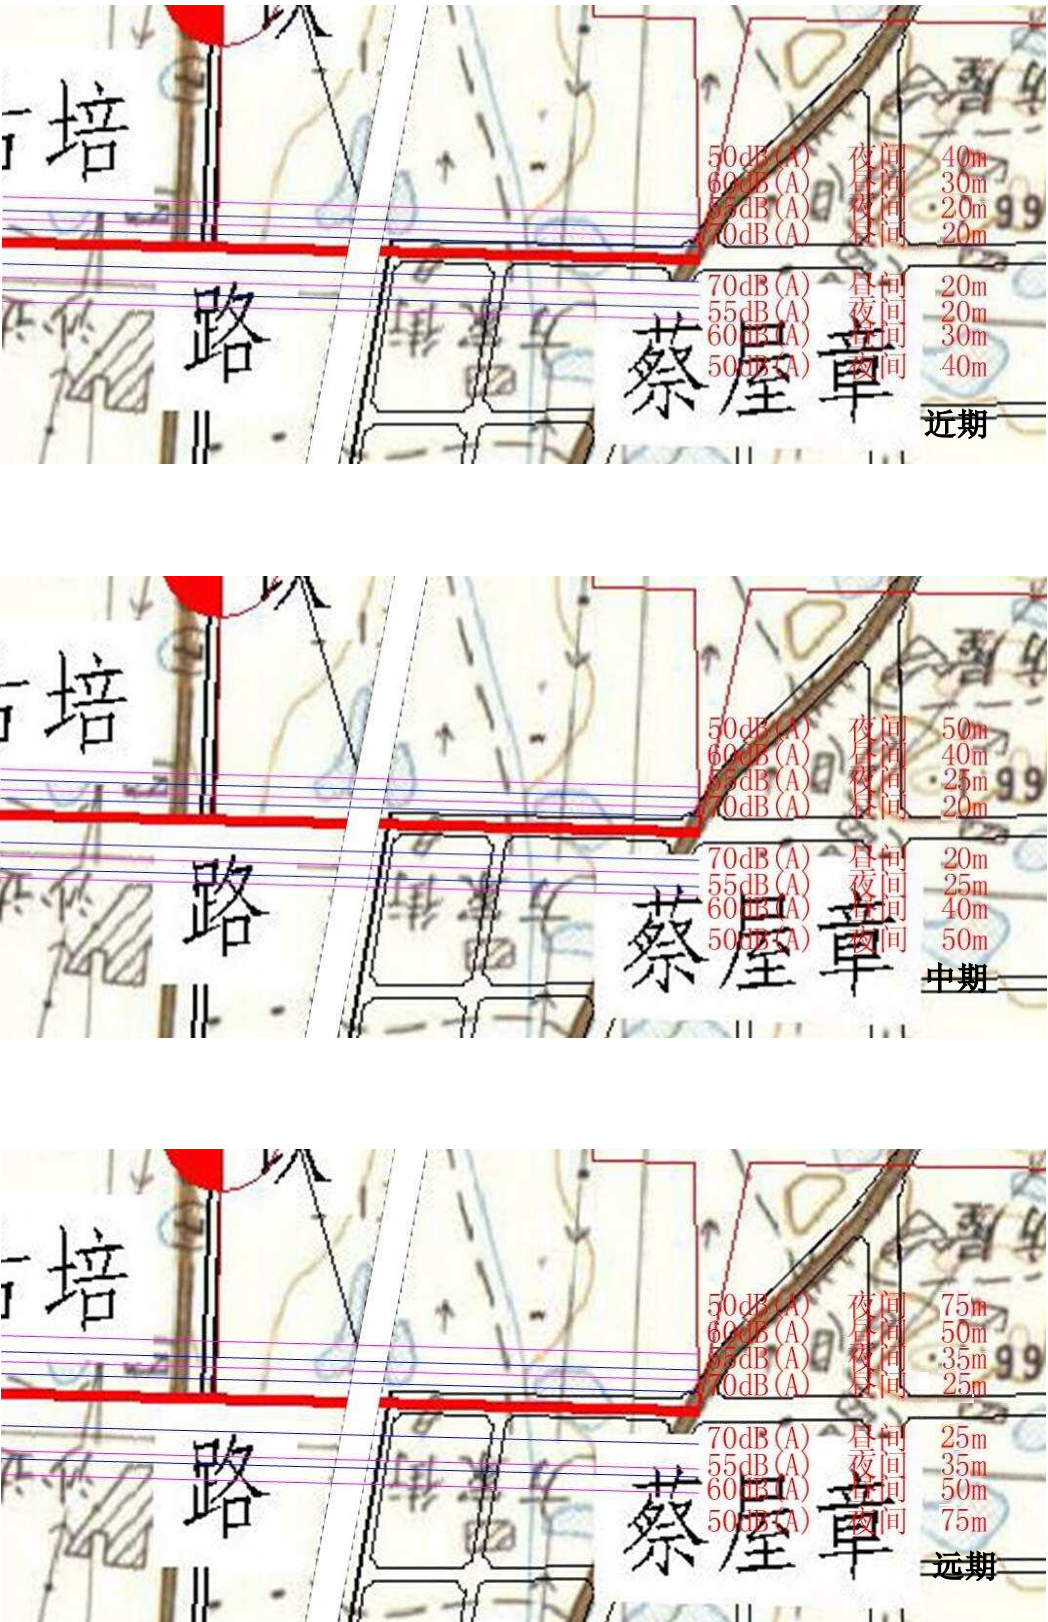 培
50dB(A) 夜间 40m
60dB(A) 昼间 30m
55dB(A) 夜间 20m
99
70dB(A) 昼间 20m
70dB(A) 昼间 20m
55dB(A) 夜间 20m
路
60dB(A) 昼间 30m
蔡屋章
50dB(A) 夜间 40m
近期
培
50dB(A) 夜间 50m
60dB(A) 昼间 40m
55dB(A) 夜间 25m
99
70dB(A) 昼间 20m
70dB(A) 昼间 20m
55dB(A) 夜间 25m
路
60dB(A) 昼间 40m
蔡屋章
50dB(A) 夜间 50m
中期
培
50dB(A) 夜间 75m
60dB(A) 昼间 50m
55dB(A) 夜间 35m
99
70dB(A) 昼间 25m
70dB(A) 昼间 25m
55dB(A) 夜间 35m
路
60dB(A) 昼间 50m
蔡屋章
50dB(A) 夜间 75m
远期